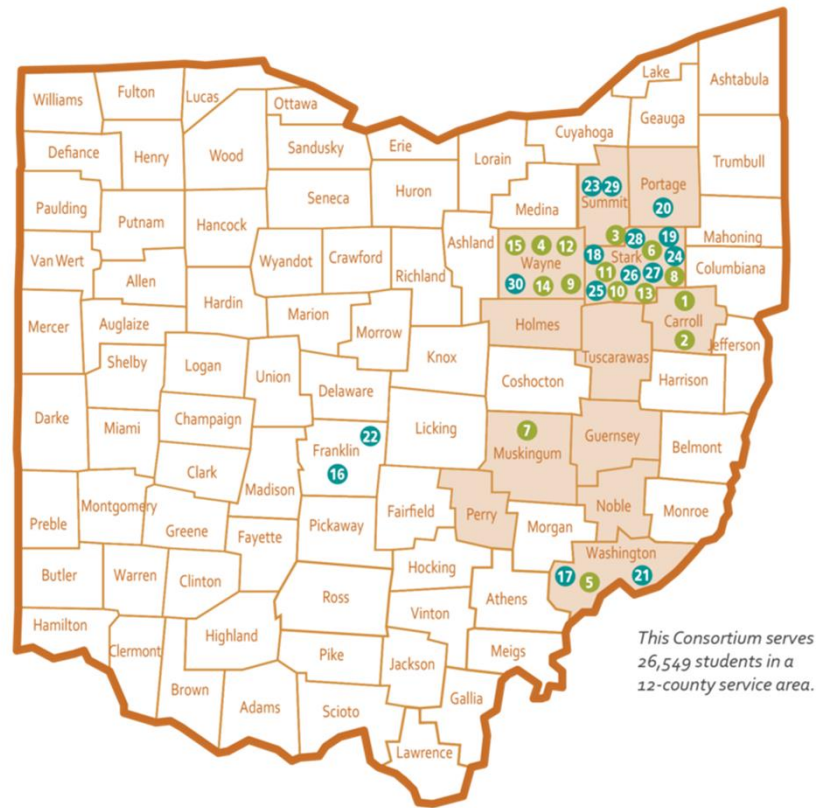 Lake
Ashtabula
Williams
Fulton
Lucas
Ottawa
Geauga
Cuyahoga
Defiance
Henry
Wood
Sandusky
Erie
Lorain
Trumbull
Huron
Medina
23 29
Summit
Portage
20
Paulding
Putnam
Hancock
Seneca
Ashland
15 4 12
Wayne
30 14 9
3 28 19
18 Stark 6 24
11 26 27 8
25 10 13
Mahoning
Columbiana
Van Wert
Allen
Wyandot
Crawford
Richland
Hardin
Marion
Morrow
1
Carroll
2
Jefferson
Mercer
Auglaize
Holmes
Shelby
Logan
Union
Knox
Tuscarawas
Delaware
Coshocton
Harrison
Darke
Miami
Champaign
Licking
22
Franklin
16
7
Muskingum
Guernsey
Belmont
Clark
Madison
Montgomery
Preble
Greene
Fayette
Pickaway
Fairfield
Perry
Morgan
Noble
Monroe
Washington
17 5 21
Butler
Warren
Clinton
Ross
Hocking
Athens
Vinton
Hamilton
Clermont
Highland
Pike
Jackson
Meigs
Brown
Adams
Scioto
Gallia
Lawrence
This Consortium serves
26,549 students in a
12-county service area.